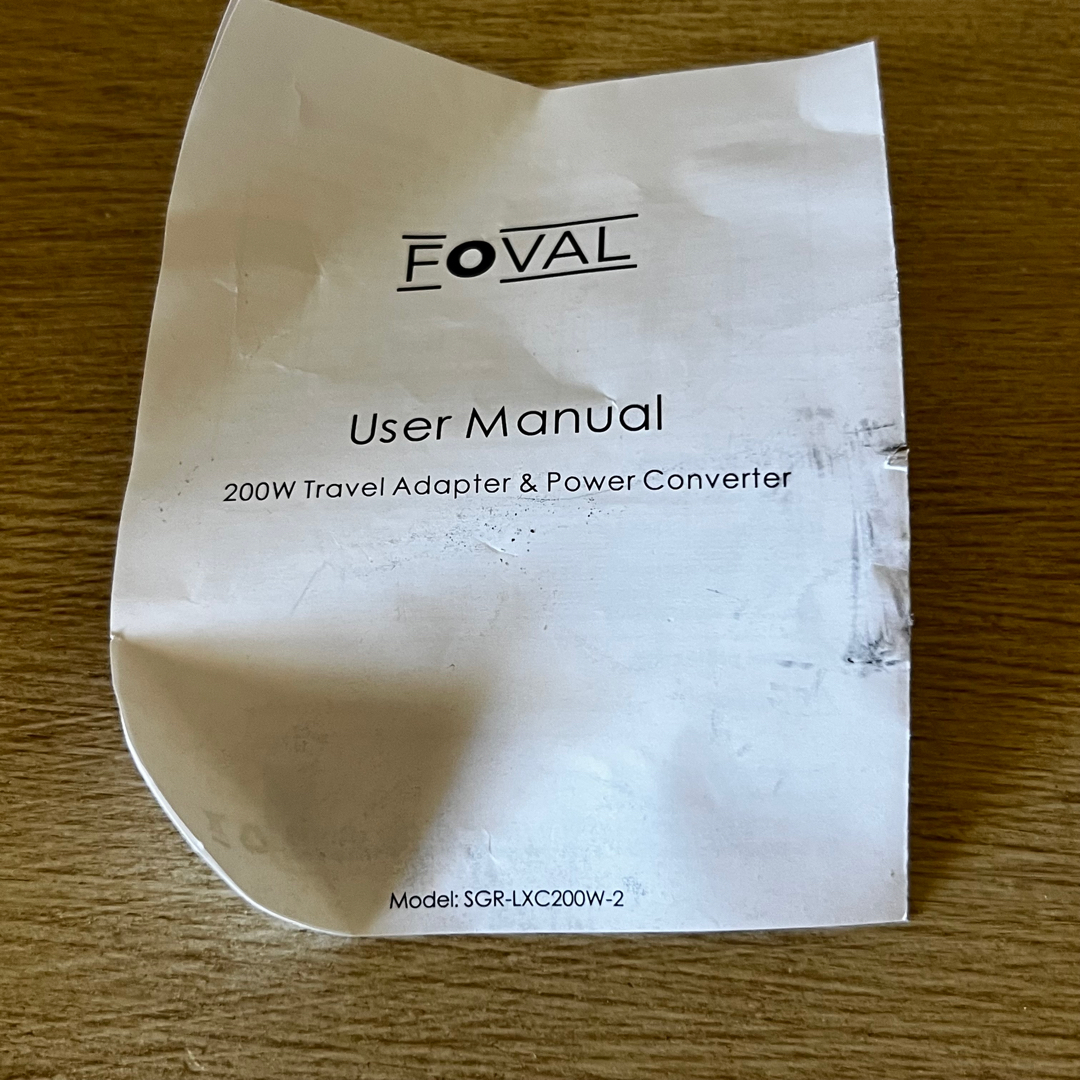 FOVAL
User Manual
200W Travel Adapter & Power Converter
Model: SGR-LXC200W-2